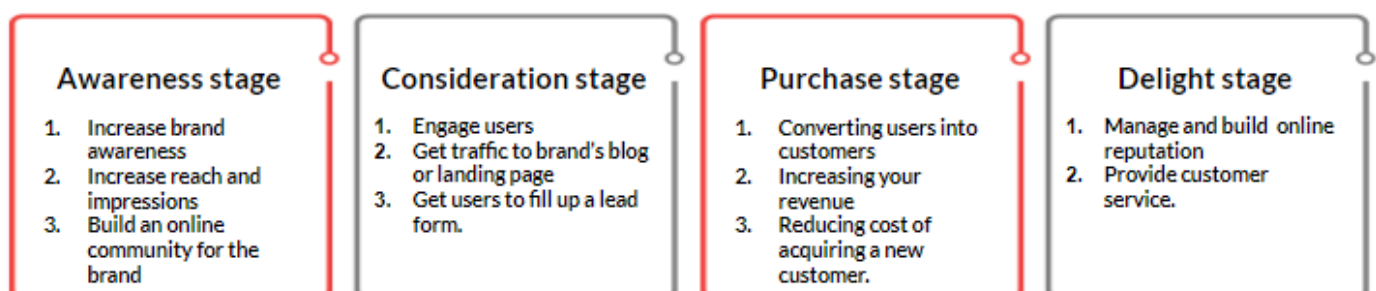 Awareness stage
1. Increase brand
awareness
2. Increase reach and
impressions
3. Build an online
community for the
brand
Consideration stage
1. Engage users
2. Get traffic to brand's blog
or landing page
3. Get users to fill up a lead
form.
Purchase stage
1. Converting users into
customers
2. Increasing your
revenue
3. Reducing cost of
acquiring a new
customer.
Delight stage
1. Manage and build online
reputation
2. Provide customer
service.